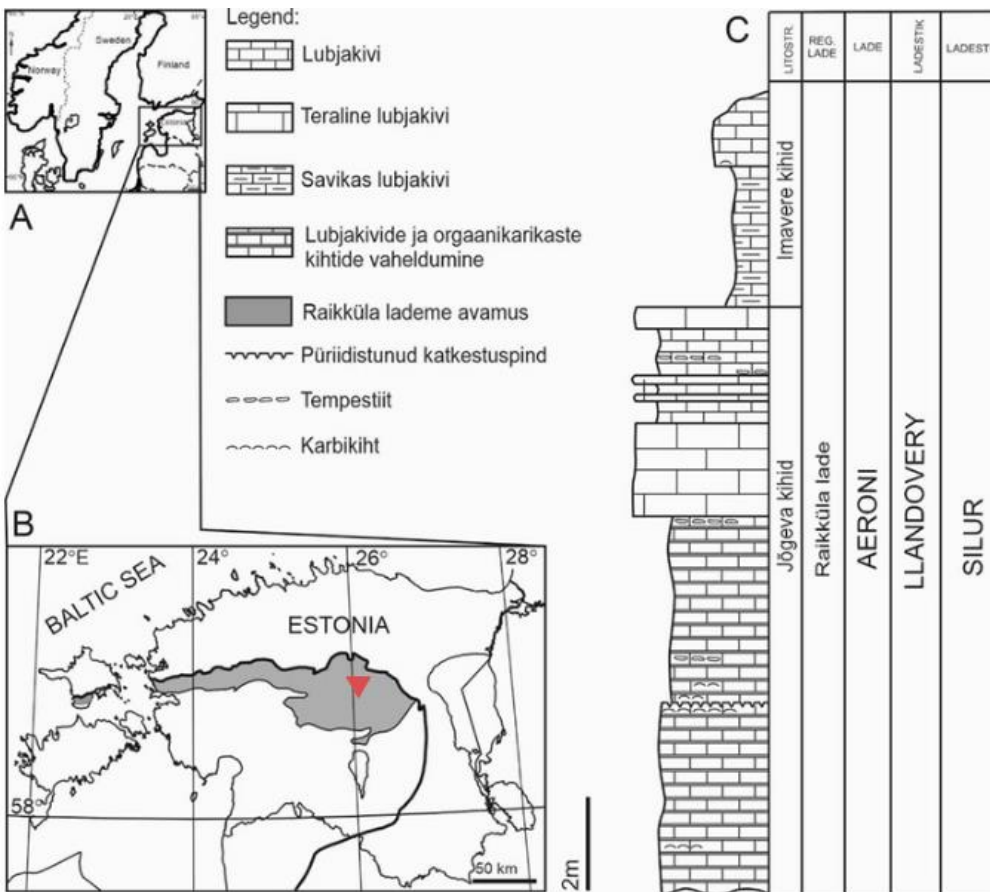 Sweden
Norway
Finland
Estonia
A
Legend:
Lubjakivi
Teraline lubjakivi
Savikas lubjakivi
Lubjakivide ja orgaanikarikaste
kihtide vaheldumine
Raikküla lademe avamus
Püriidistunud katkestuspind
Tempestiit
Karbikiht
B
22°E
24
26
28°
BALTIC SEA
ESTONIA
58°
50 km
2m
C
LITOSTR.
REG.
LADE
LADE
LADESTIK
LADEST
Imavere kihid
Jõgeva kihid
Raikküla lade
AERONI
LLANDOVERY
SILUR